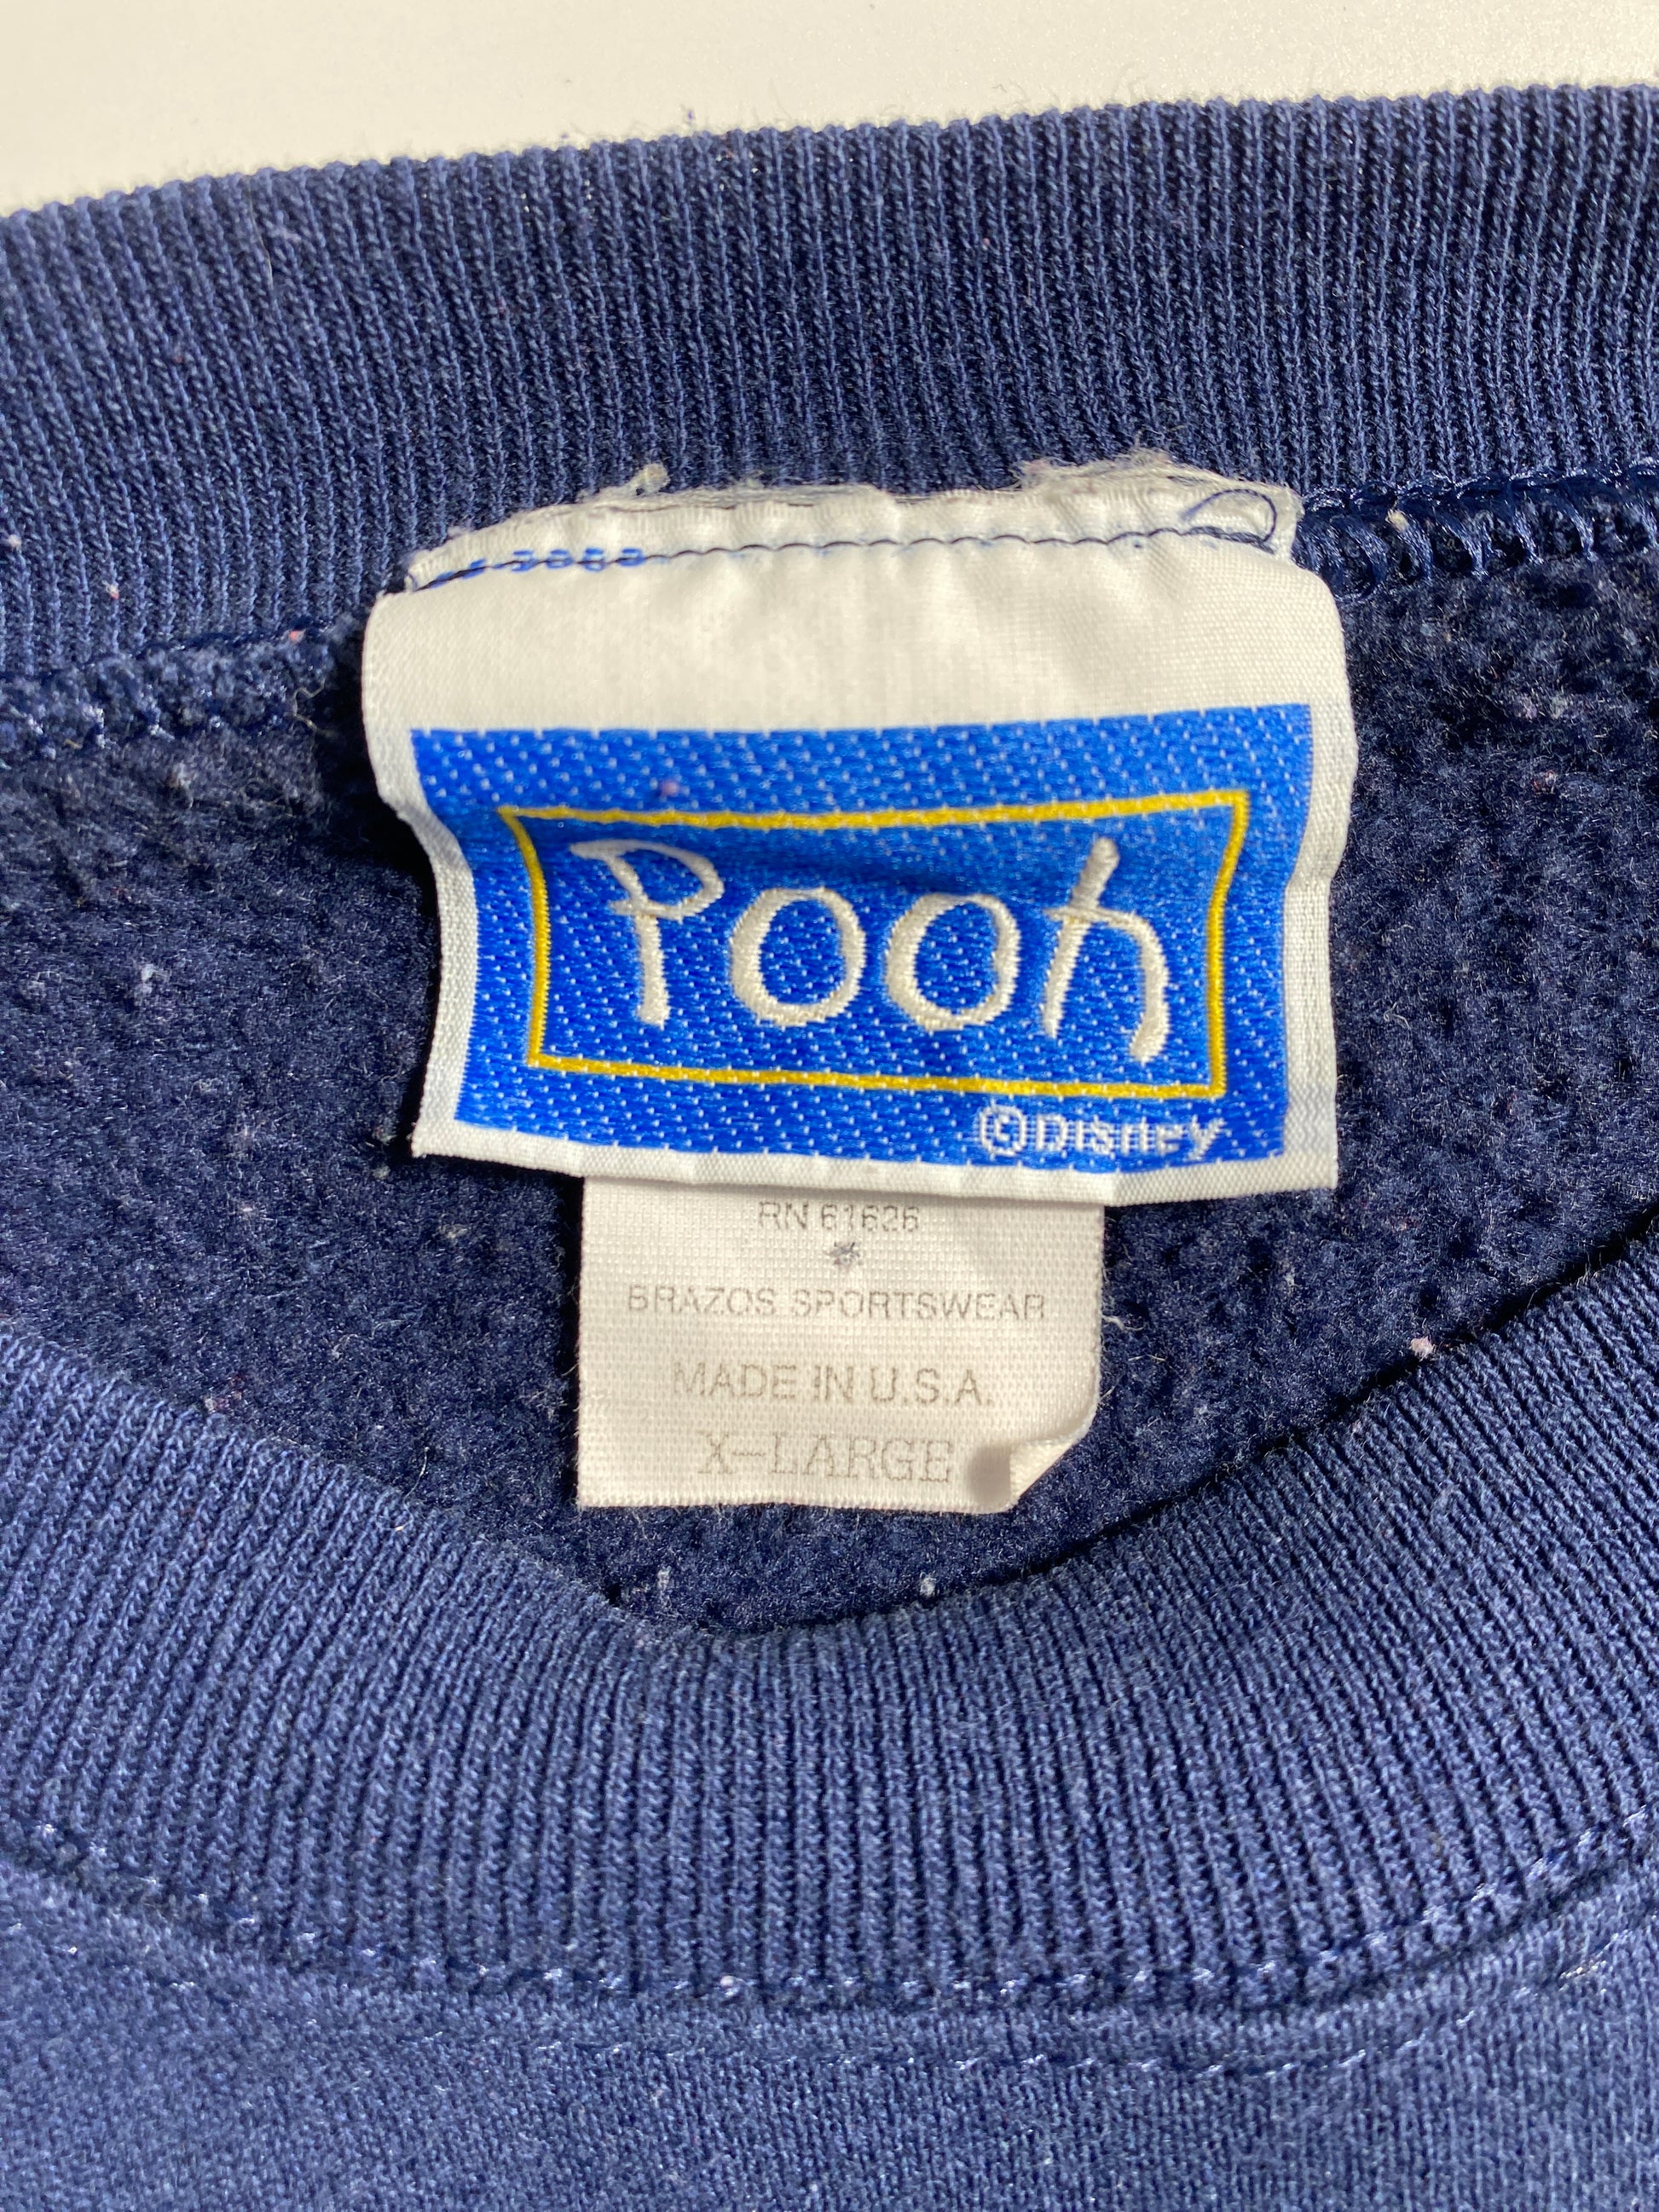 Pooh
©Disney
RN 61626
BRAZOS SPORTSWEAR
MADE IN U.S.A.
X-LARGE